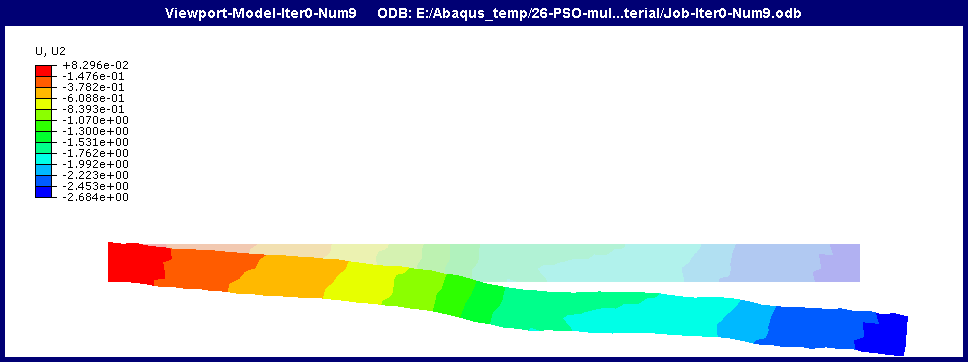 Viewport-Model-Iter0-Num9 ODB: E:/Abaqus_temp/26-PSO-mul...terial/Job-Iter0-Num9.odb
U, U2
+8.296e-02
-1.476e-01
-3.782e-01
-6.088e-01
-8.393e-01
-1.070e+00
-1.300e+00
-1.531e+00
-1.762e+00
-1.992e+00
-2.223e+00
-2.453e+00
-2.684e+00